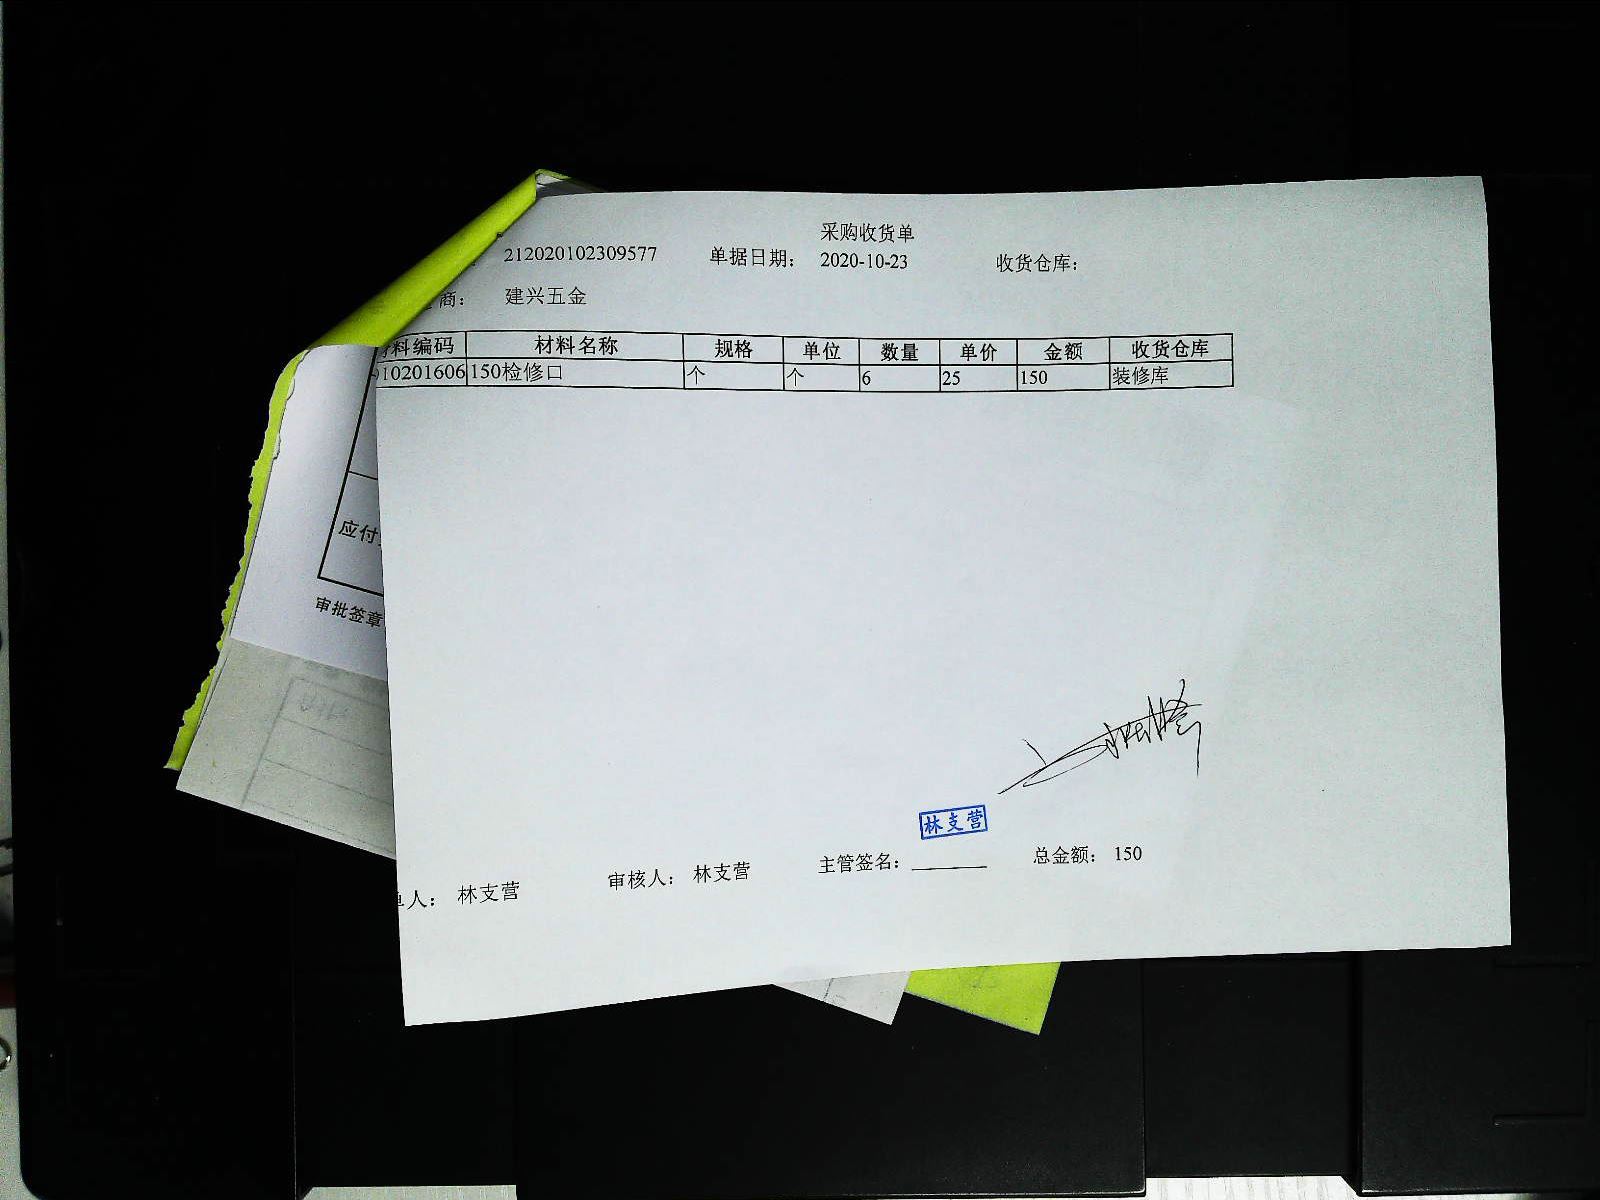 采购收货单
212020102309577 单据日期： 2020-10-23 收货仓库：
商： 建兴五金
料编码 材料名称 规格 单位 数量 单价 金额 收货仓库
10201606 150检修口 个 个 6 25 150 装修库
应付
审批签章
林支营
人： 林支营 审核人： 林支营 主管签名： 总金额： 150